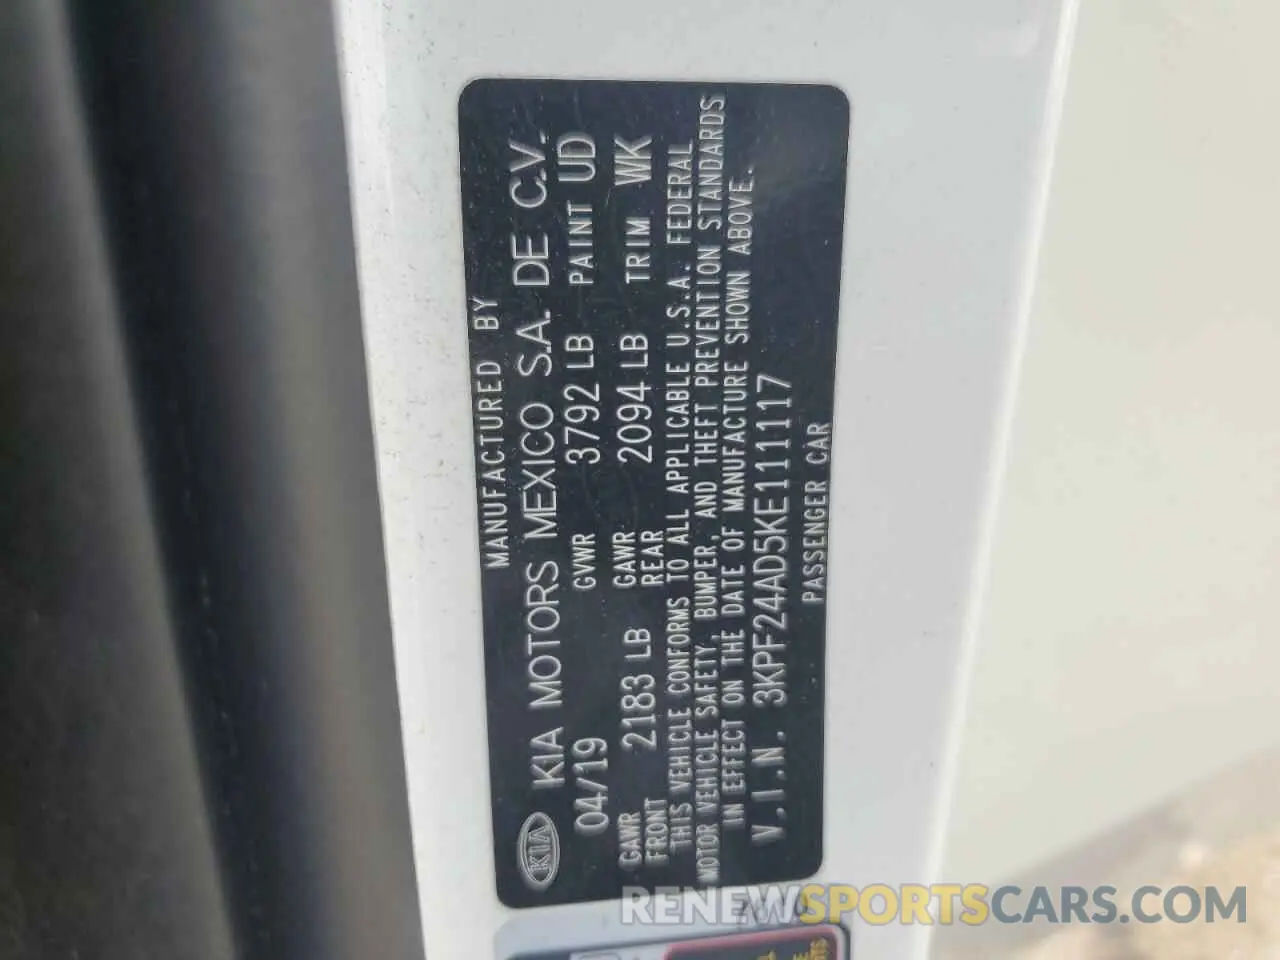 MANUFACTURED BY
KIA KIA MOTORS MEXICO S.A. DE C.V.
04/19 GVWR 3792 LB PAINT UD
GAWR FRONT 2183 LB GAWR REAR 2094 LB TRIM WK
THIS VEHICLE CONFORMS TO ALL APPLICABLE U.S.A. FEDERAL
MOTOR VEHICLE SAFETY, BUMPER, AND THEFT PREVENTION STANDARDS
IN EFFECT ON THE DATE OF MANUFACTURE SHOWN ABOVE.
V.I.N. 3KPF24AD5KE111117
PASSENGER CAR
RENEWSPORTSCARS.COM